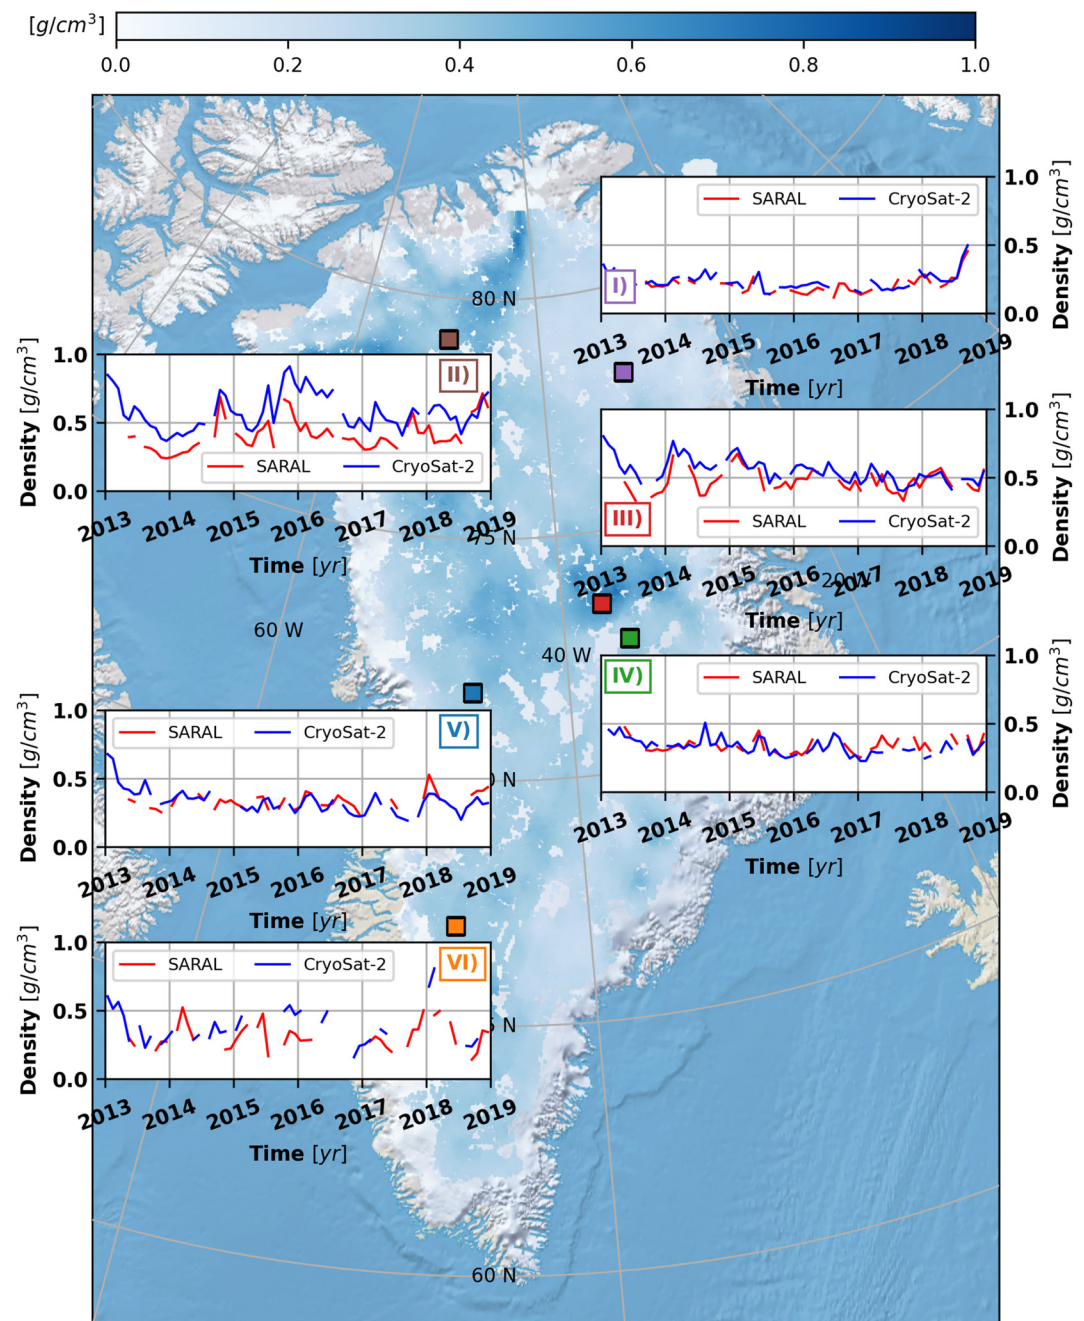 [g/cm³]
0.0 0.2 0.4 0.6 0.8 1.0
SARAL CryoSat-2
I)
1.0
0.5
0.0
Density [g/cm³]
2013 2014 2015 2016 2017 2018 2019
Time [yr]
80 N
Density [g/cm³]
1.0
0.5
0.0
II)
SARAL CryoSat-2
2013 2014 2015 2016 2017 2018 2019
Time [yr]
75 N
III)
SARAL CryoSat-2
1.0
0.5
0.0
Density [g/cm³]
2013 2014 2015 2016 2017 2018 2019
Time [yr]
20 W
60 W
40 W
IV)
SARAL CryoSat-2
1.0
0.5
0.0
Density [g/cm³]
2013 2014 2015 2016 2017 2018 2019
Time [yr]
Density [g/cm³]
1.0
0.5
0.0
SARAL CryoSat-2
V)
0 N
2013 2014 2015 2016 2017 2018 2019
Time [yr]
Density [g/cm³]
1.0
0.5
0.0
SARAL CryoSat-2
VI)
5 N
2013 2014 2015 2016 2017 2018 2019
Time [yr]
60 N